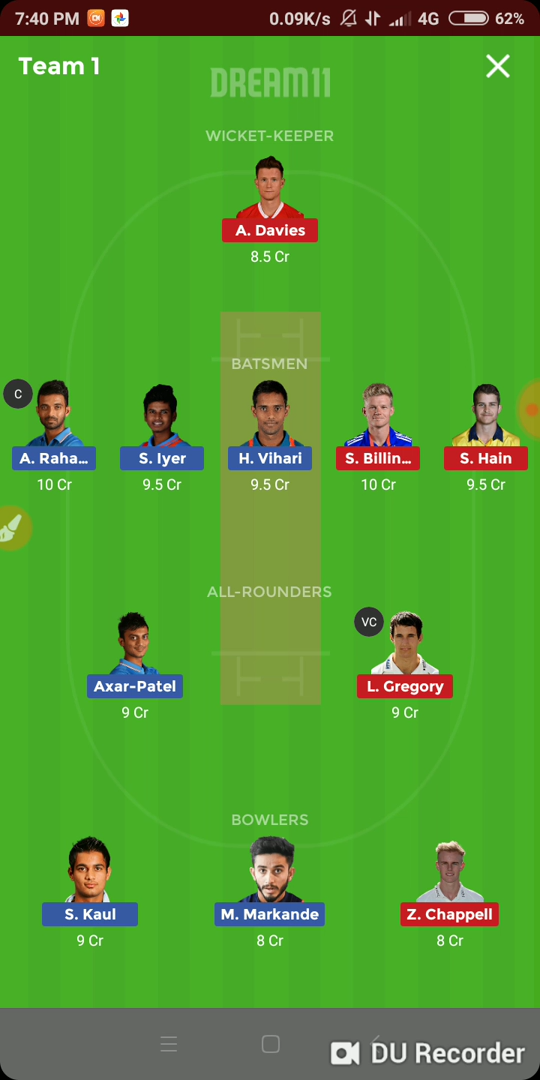 7:40 PM 0.09K/s 4G 62%
Team 1
DREAM11
WICKET-KEEPER
A. Davies
8.5 Cr
BATSMEN
C
A. Raha... S. Iyer H. Vihari S. Billin... S. Hain
10 Cr 9.5 Cr 9.5 Cr 10 Cr 9.5 Cr
ALL-ROUNDERS
VC
Axar-Patel L. Gregory
9 Cr 9 Cr
BOWLERS
S. Kaul M. Markande Z. Chappell
9 Cr 8 Cr 8 Cr
DU Recorder